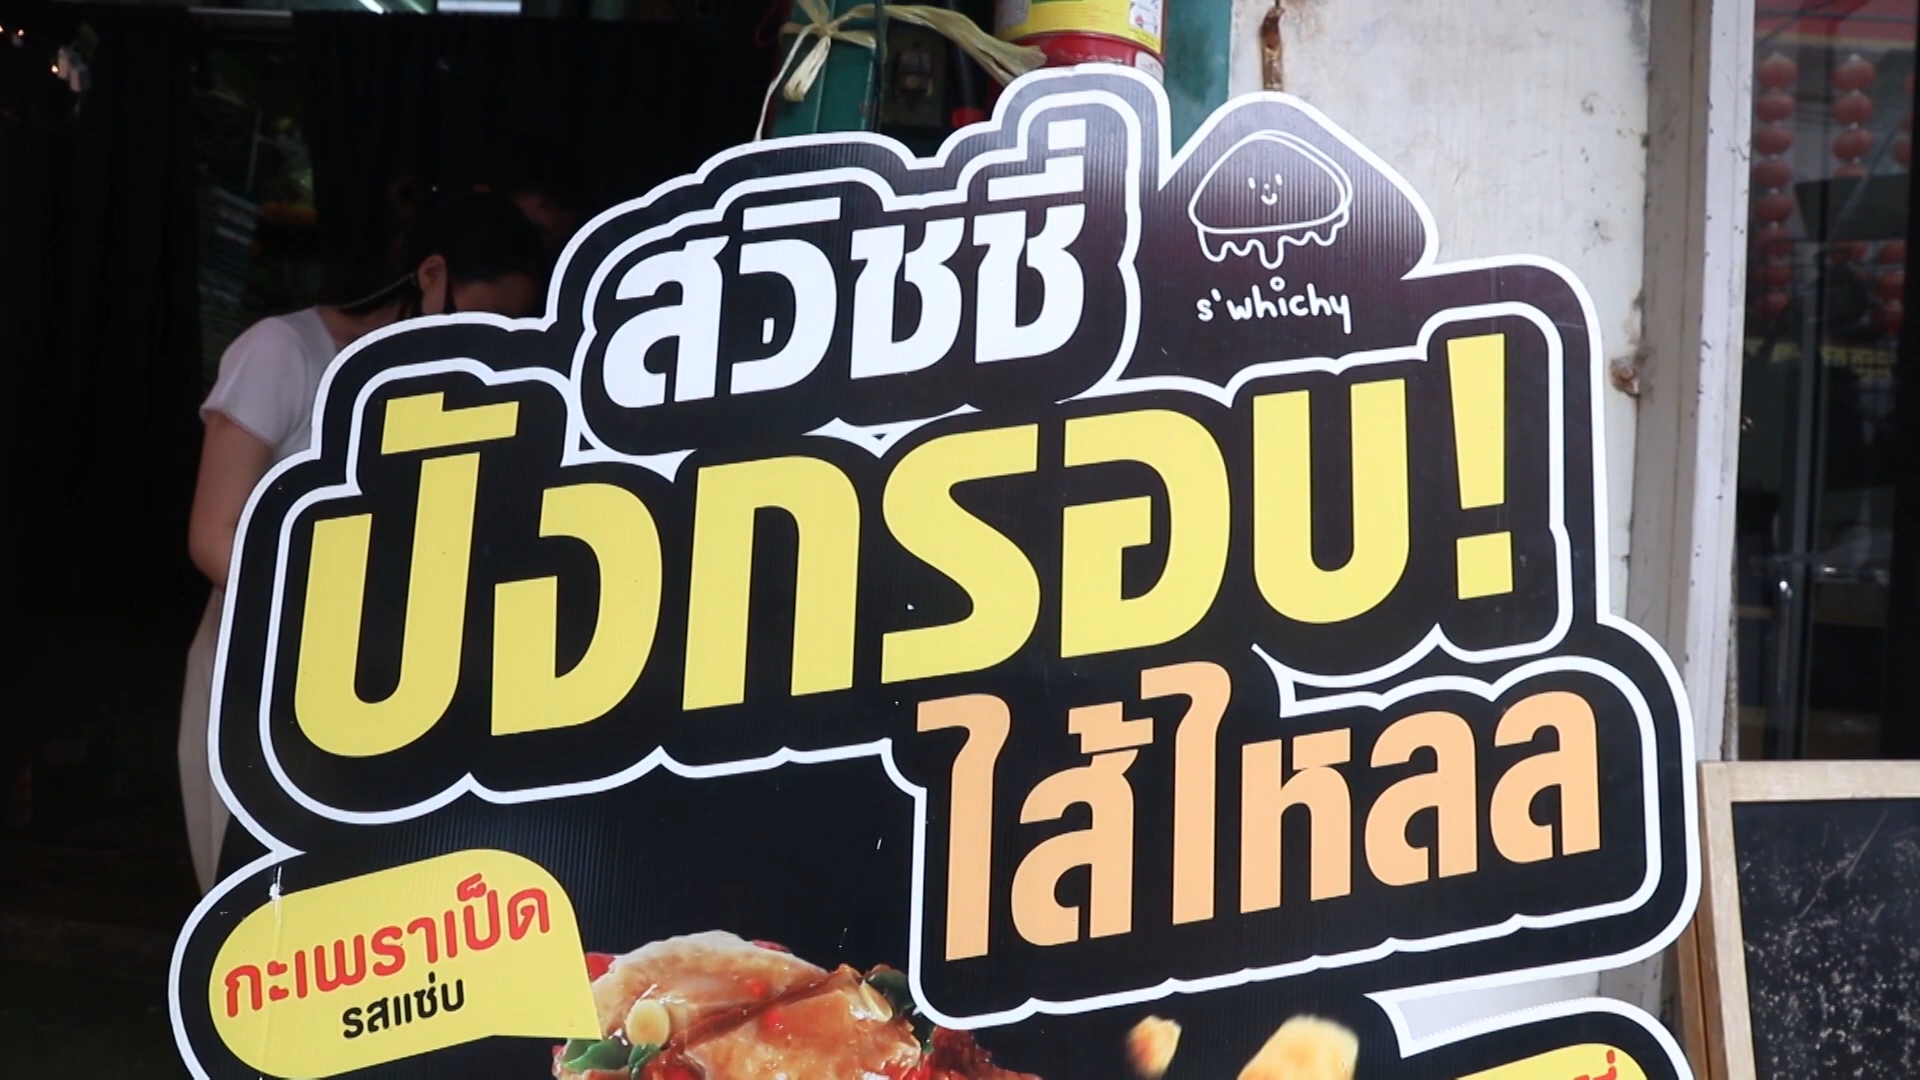 สวิชชี่
s'whichy
ปังกรอบ!
ไส้ไหลล
กะเพราเป็ด
รสแซ่บ